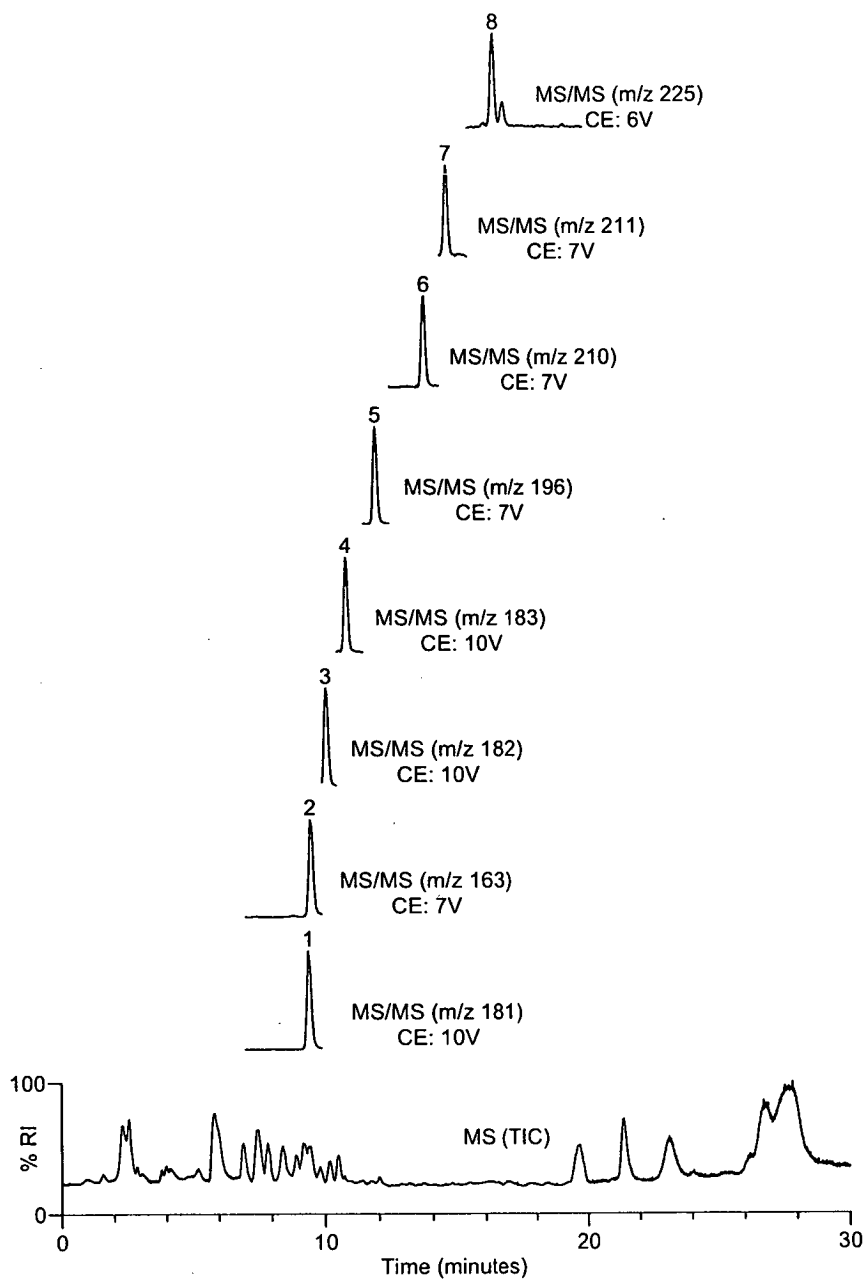 8
MS/MS (m/z 225)
CE: 6V
7
MS/MS (m/z 211)
CE: 7V
6
MS/MS (m/z 210)
CE: 7V
5
MS/MS (m/z 196)
CE: 7V
4
MS/MS (m/z 183)
CE: 10V
3
MS/MS (m/z 182)
CE: 10V
2
MS/MS (m/z 163)
CE: 7V
1
MS/MS (m/z 181)
CE: 10V
100
% RI
MS (TIC)
0
0 10 20 30
Time (minutes)